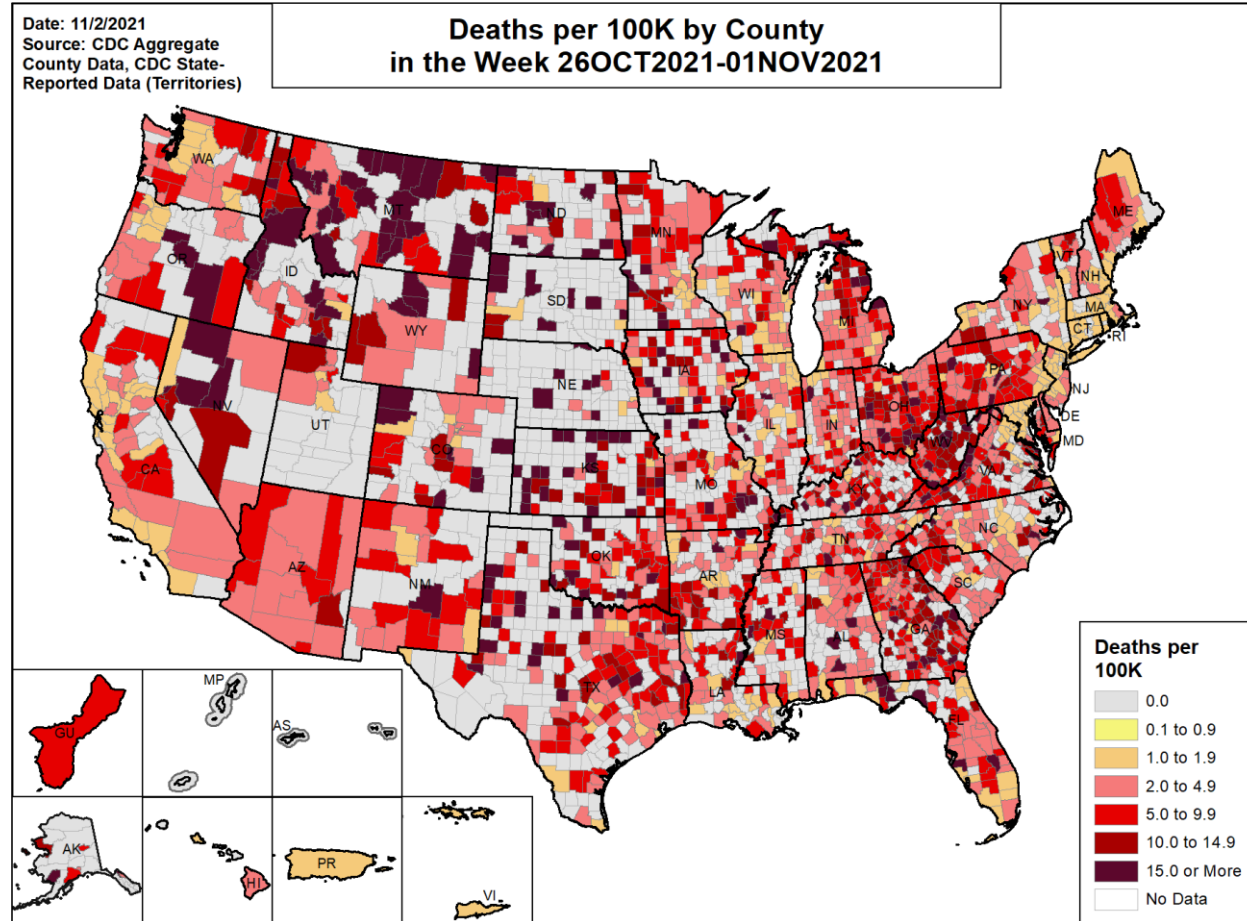 Date: 11/2/2021
Source: CDC Aggregate
County Data, CDC State-
Reported Data (Territories)
Deaths per 100K by County
in the Week 26OCT2021-01NOV2021
WA
MT
ND
MN
ME
OR
ID
SD
WI
MI
VT
NH
NY
MA
CT
RI
WY
IA
PA
NJ
NE
NV
UT
IL
IN
OH
DE
MD
WV
CA
CO
KS
MO
KY
VA
AZ
NM
OK
AR
TN
NC
SC
MS
AL
GA
TX
LA
FL
GU
MP
AS
AK
HI
PR
VI
Deaths per
100K
0.0
0.1 to 0.9
1.0 to 1.9
2.0 to 4.9
5.0 to 9.9
10.0 to 14.9
15.0 or More
No Data